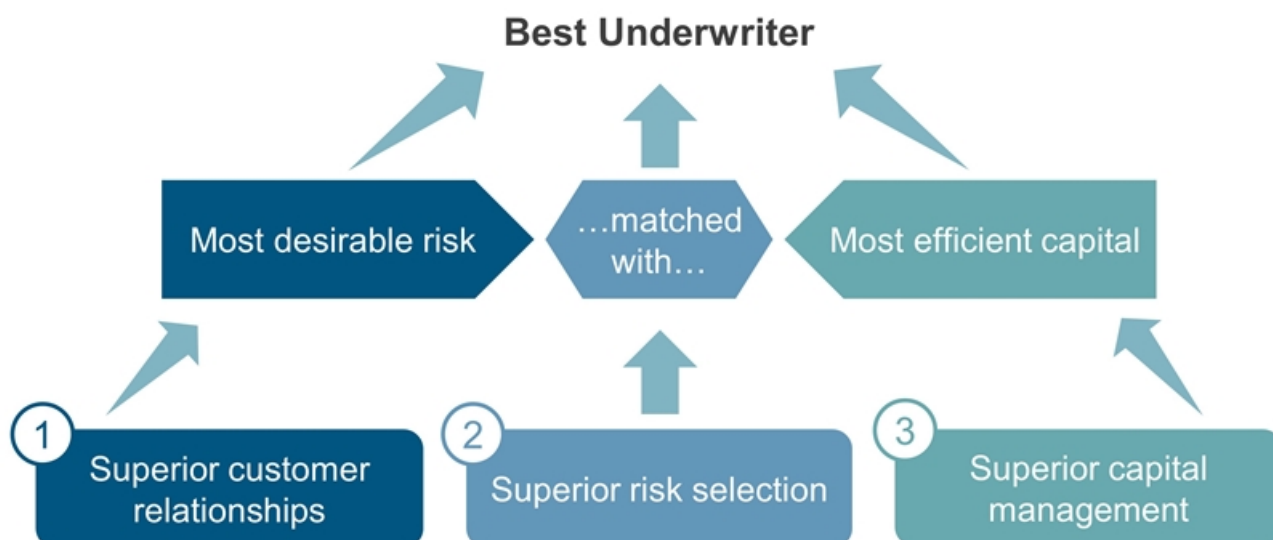 Best Underwriter
Most desirable risk
…matched
with…
Most efficient capital
1
Superior customer
relationships
2
Superior risk selection
3
Superior capital
management